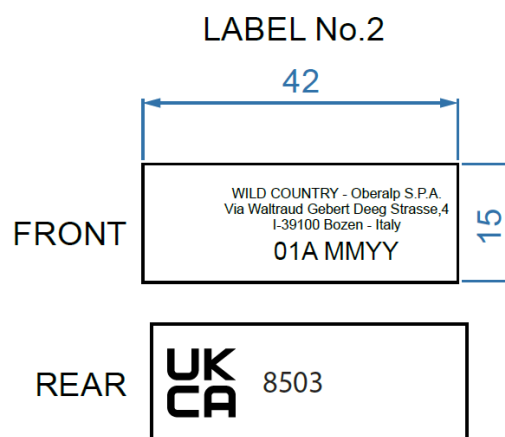 LABEL No.2
42
FRONT
WILD COUNTRY - Oberalp S.P.A.
Via Waltraud Gebert Deeg Strasse,4
I-39100 Bozen - Italy
01A MMYY
15
REAR
UK
CA
8503